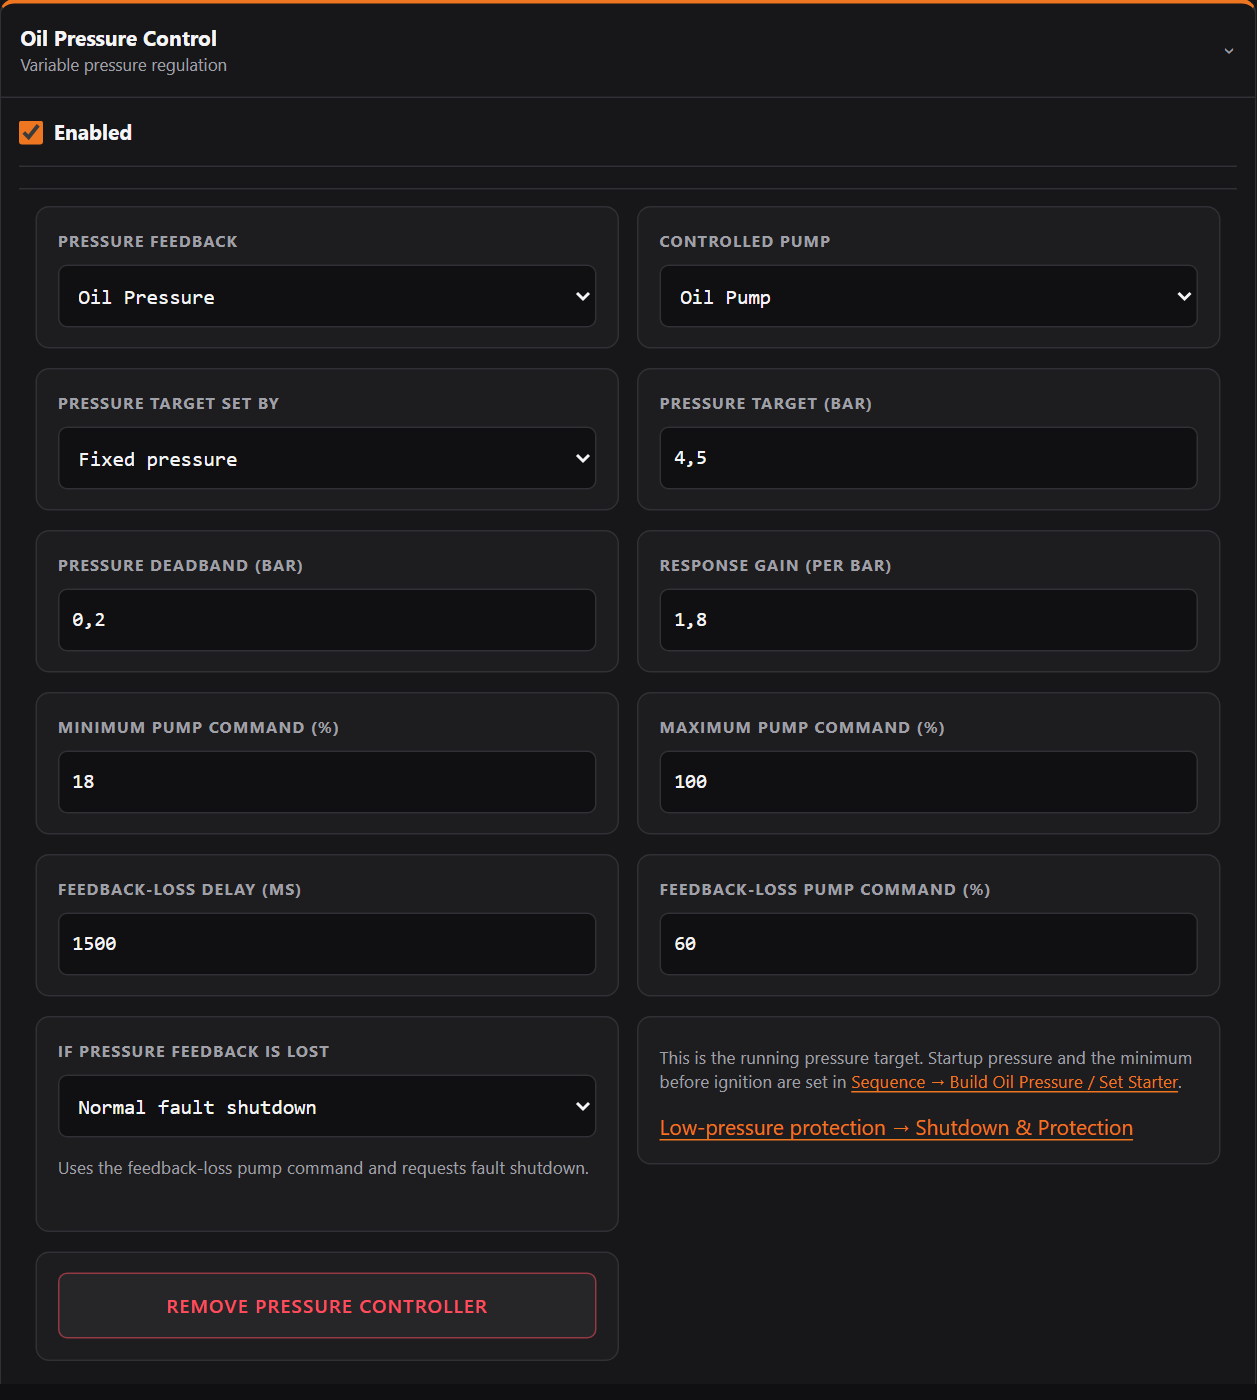 Oil Pressure Control
Variable pressure regulation
Enabled
PRESSURE FEEDBACK
Oil Pressure
CONTROLLED PUMP
Oil Pump
PRESSURE TARGET SET BY
Fixed pressure
PRESSURE TARGET (BAR)
4,5
PRESSURE DEADBAND (BAR)
0,2
RESPONSE GAIN (PER BAR)
1,8
MINIMUM PUMP COMMAND (%)
18
MAXIMUM PUMP COMMAND (%)
100
FEEDBACK-LOSS DELAY (MS)
1500
FEEDBACK-LOSS PUMP COMMAND (%)
60
IF PRESSURE FEEDBACK IS LOST
Normal fault shutdown
Uses the feedback-loss pump command and requests fault shutdown.
This is the running pressure target. Startup pressure and the minimum
before ignition are set in Sequence → Build Oil Pressure / Set Starter.
Low-pressure protection → Shutdown & Protection
REMOVE PRESSURE CONTROLLER